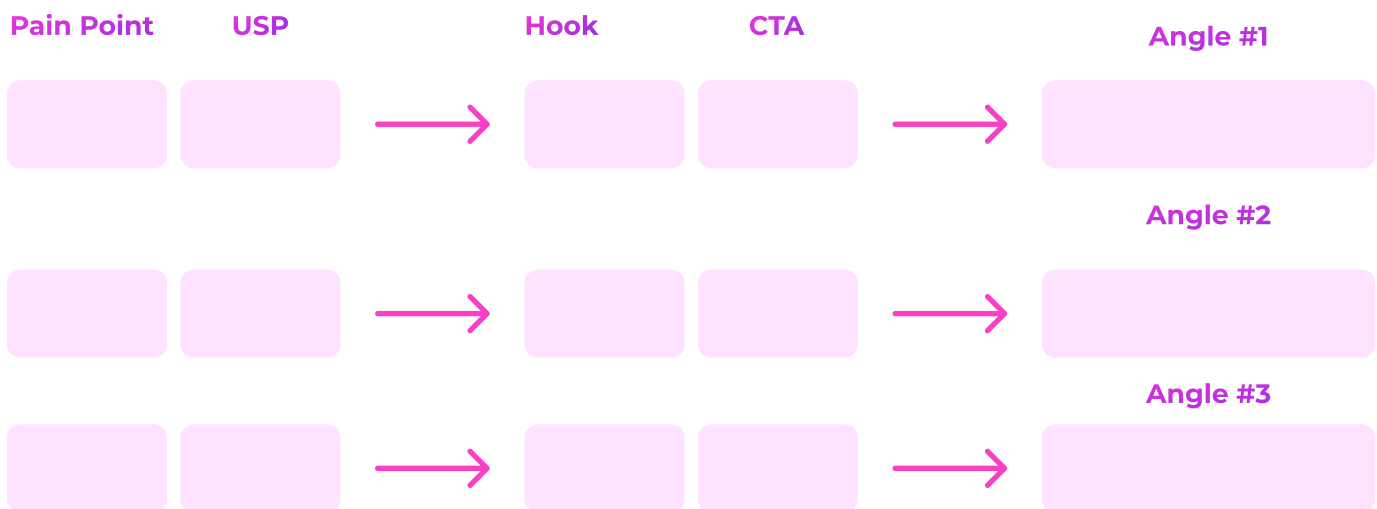 Pain Point
USP
Hook
CTA
Angle #1
Angle #2
Angle #3